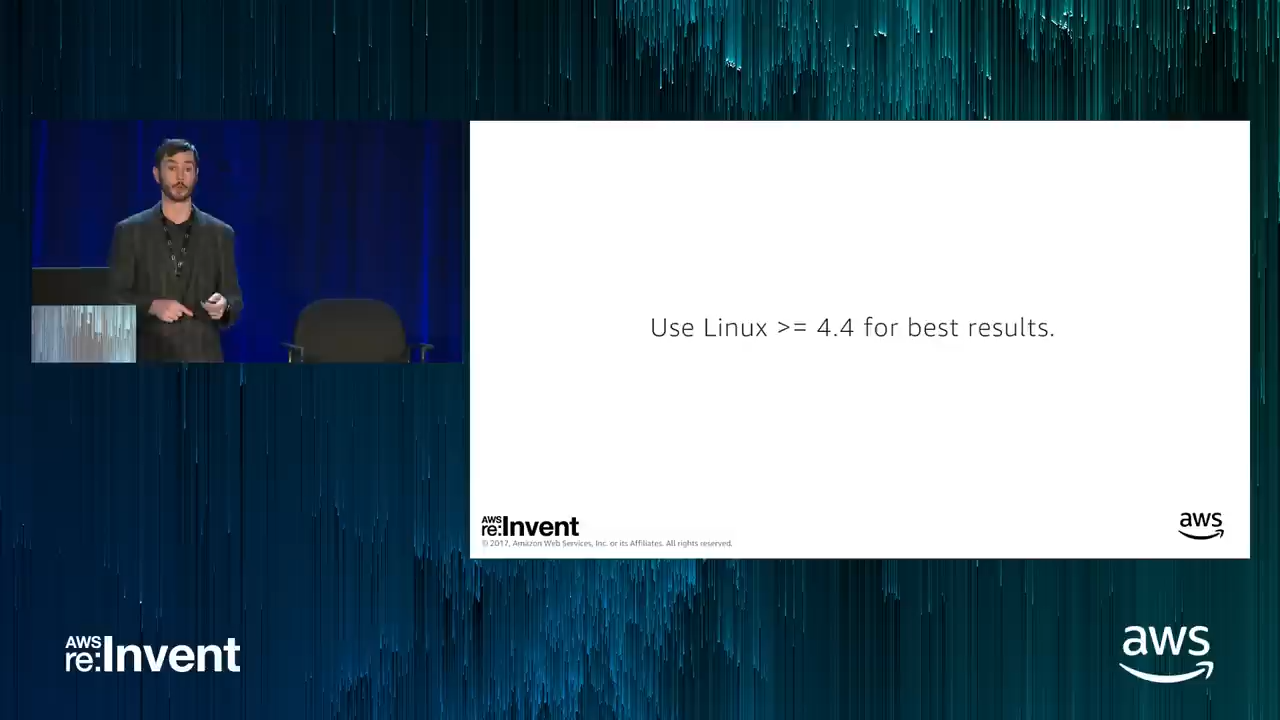 Use Linux >= 4.4 for best results.
AWS
re:Invent
© 2017, Amazon Web Services, Inc. or its Affiliates. All rights reserved.
aws
AWS
re:Invent
aws